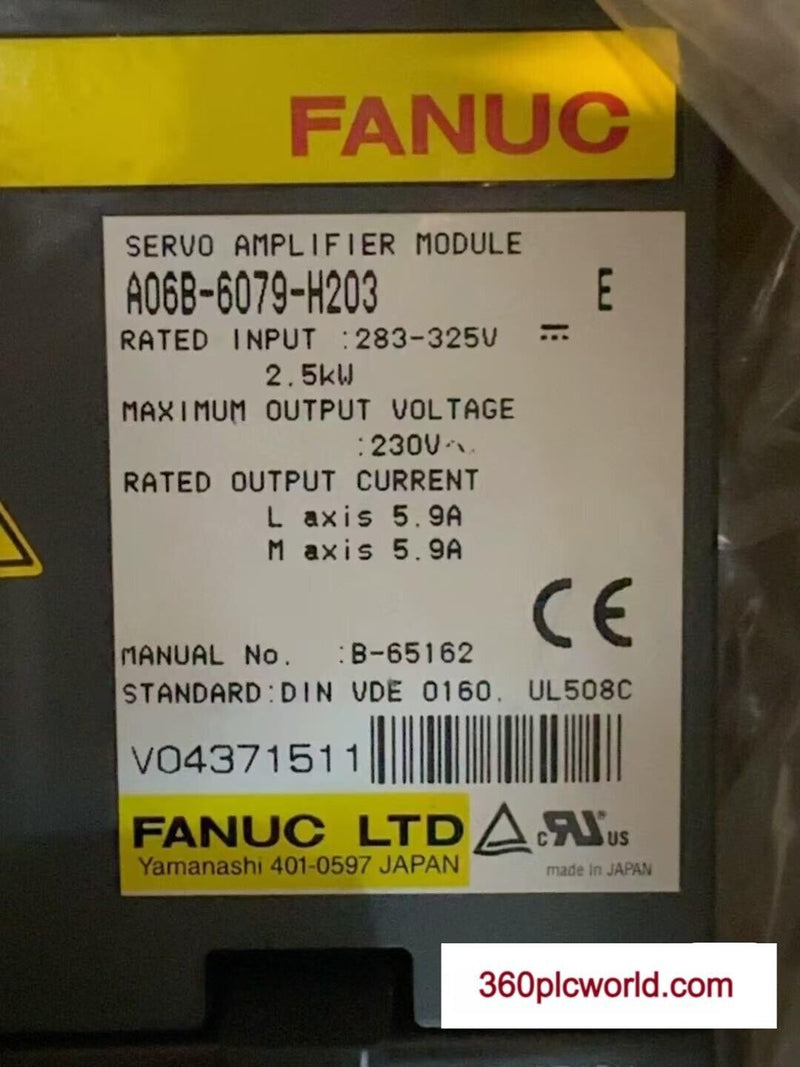 FANUC
SERVO AMPLIFIER MODULE
A06B-6079-H203 E
RATED INPUT :283-325V ⎓
2.5kW
MAXIMUM OUTPUT VOLTAGE
:230V~
RATED OUTPUT CURRENT
L axis 5.9A
M axis 5.9A
CE
MANUAL No. :B-65162
STANDARD:DIN VDE 0160. UL508C
V04371511
FANUC LTD
Yamanashi 401-0597 JAPAN
c RU ® US
made in JAPAN
360plcworld.com